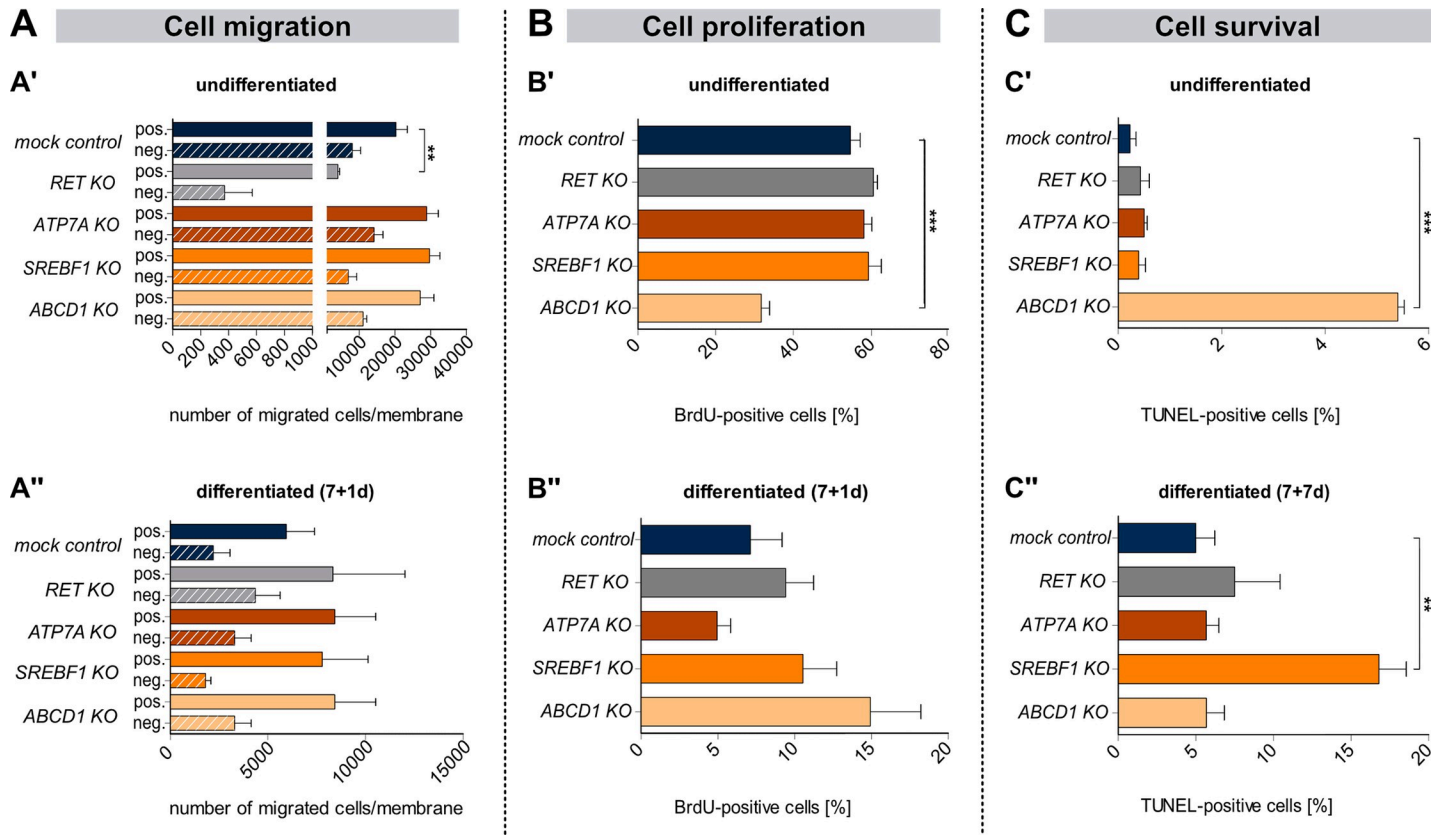 A Cell migration
A' undifferentiated
mock control pos.
neg.
RET KO pos.
neg.
ATP7A KO pos.
neg.
SREBF1 KO pos.
neg.
ABCD1 KO pos.
neg.
**
0 200 400 600 800 1000 10000 20000 30000 40000
number of migrated cells/membrane
A" differentiated (7+1d)
mock control pos.
neg.
RET KO pos.
neg.
ATP7A KO pos.
neg.
SREBF1 KO pos.
neg.
ABCD1 KO pos.
neg.
0 5000 10000 15000
number of migrated cells/membrane
B Cell proliferation
B' undifferentiated
mock control
RET KO
ATP7A KO
SREBF1 KO
ABCD1 KO
***
0 20 40 60 80
BrdU-positive cells [%]
B" differentiated (7+1d)
mock control
RET KO
ATP7A KO
SREBF1 KO
ABCD1 KO
0 5 10 15 20
BrdU-positive cells [%]
C Cell survival
C' undifferentiated
mock control
RET KO
ATP7A KO
SREBF1 KO
ABCD1 KO
***
0 2 4 6
TUNEL-positive cells [%]
C" differentiated (7+7d)
mock control
RET KO
ATP7A KO
SREBF1 KO
ABCD1 KO
**
0 5 10 15 20
TUNEL-positive cells [%]